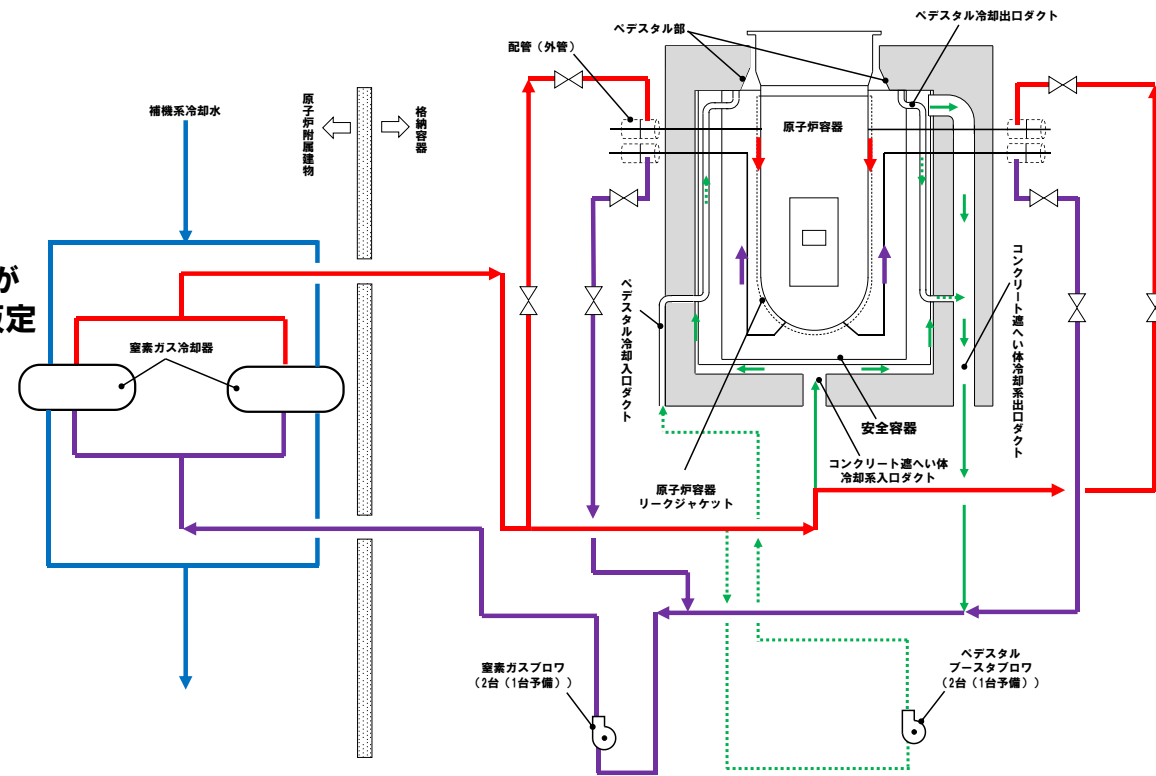 ペデスタル部
ペデスタル冷却出口ダクト
配管（外管）
補機系冷却水
原子炉附属建物
格納容器
原子炉容器
が
定
窒素ガス冷却器
ペデスタル冷却入口ダクト
コンクリート遮へい体冷却系出口ダクト
安全容器
コンクリート遮へい体
冷却系入口ダクト
原子炉容器
リークジャケット
窒素ガスブロワ
（2台（1台予備））
ペデスタル
ブースタブロワ
（2台（1台予備））